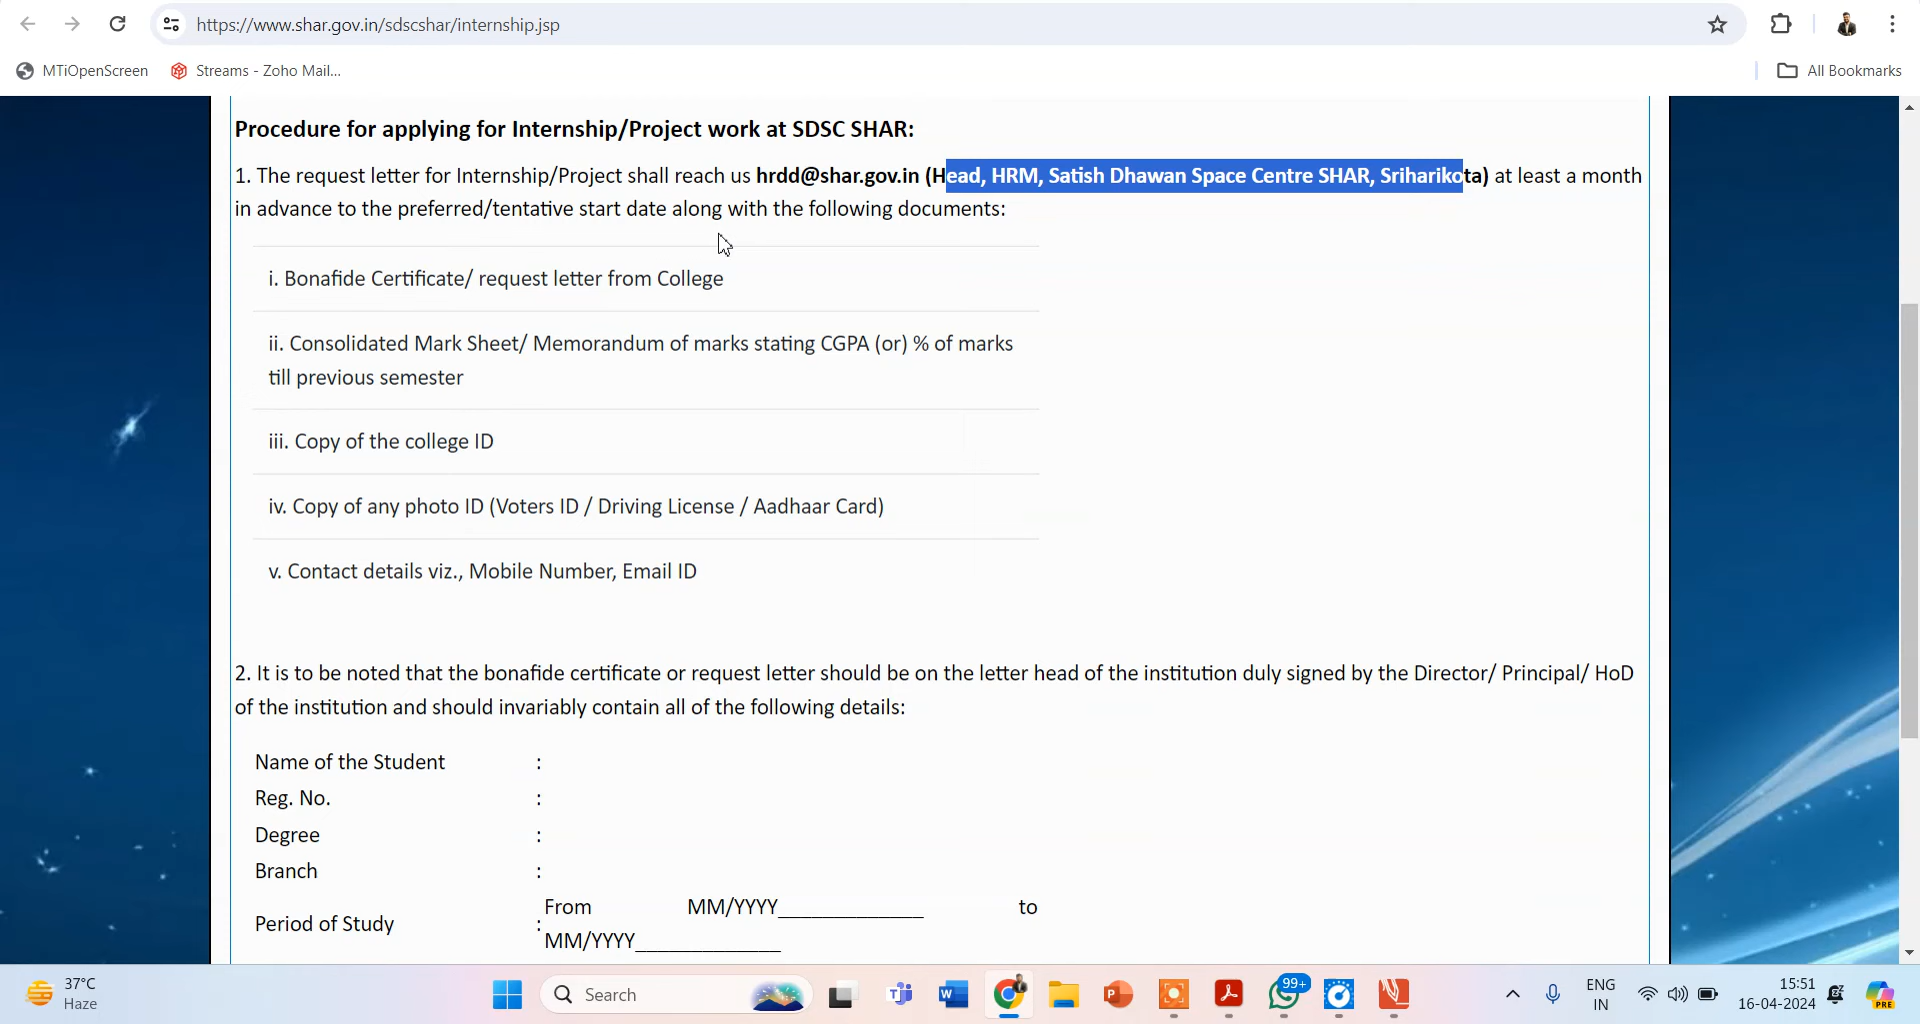 https://www.shar.gov.in/sdscshar/internship.jsp
MTiOpenScreen
Streams - Zoho Mail...
All Bookmarks
Procedure for applying for Internship/Project work at SDSC SHAR:
1. The request letter for Internship/Project shall reach us hrdd@shar.gov.in (Head, HRM, Satish Dhawan Space Centre SHAR, Sriharikota) at least a month
in advance to the preferred/tentative start date along with the following documents:
i. Bonafide Certificate/ request letter from College
ii. Consolidated Mark Sheet/ Memorandum of marks stating CGPA (or) % of marks
till previous semester
iii. Copy of the college ID
iv. Copy of any photo ID (Voters ID / Driving License / Aadhaar Card)
v. Contact details viz., Mobile Number, Email ID
2. It is to be noted that the bonafide certificate or request letter should be on the letter head of the institution duly signed by the Director/ Principal/ HoD
of the institution and should invariably contain all of the following details:
Name of the Student :
Reg. No. :
Degree :
Branch :
Period of Study : From MM/YYYY_____________ to
MM/YYYY_____________
37°C
Haze
Search
99+
ENG
IN
15:51
16-04-2024
PRE